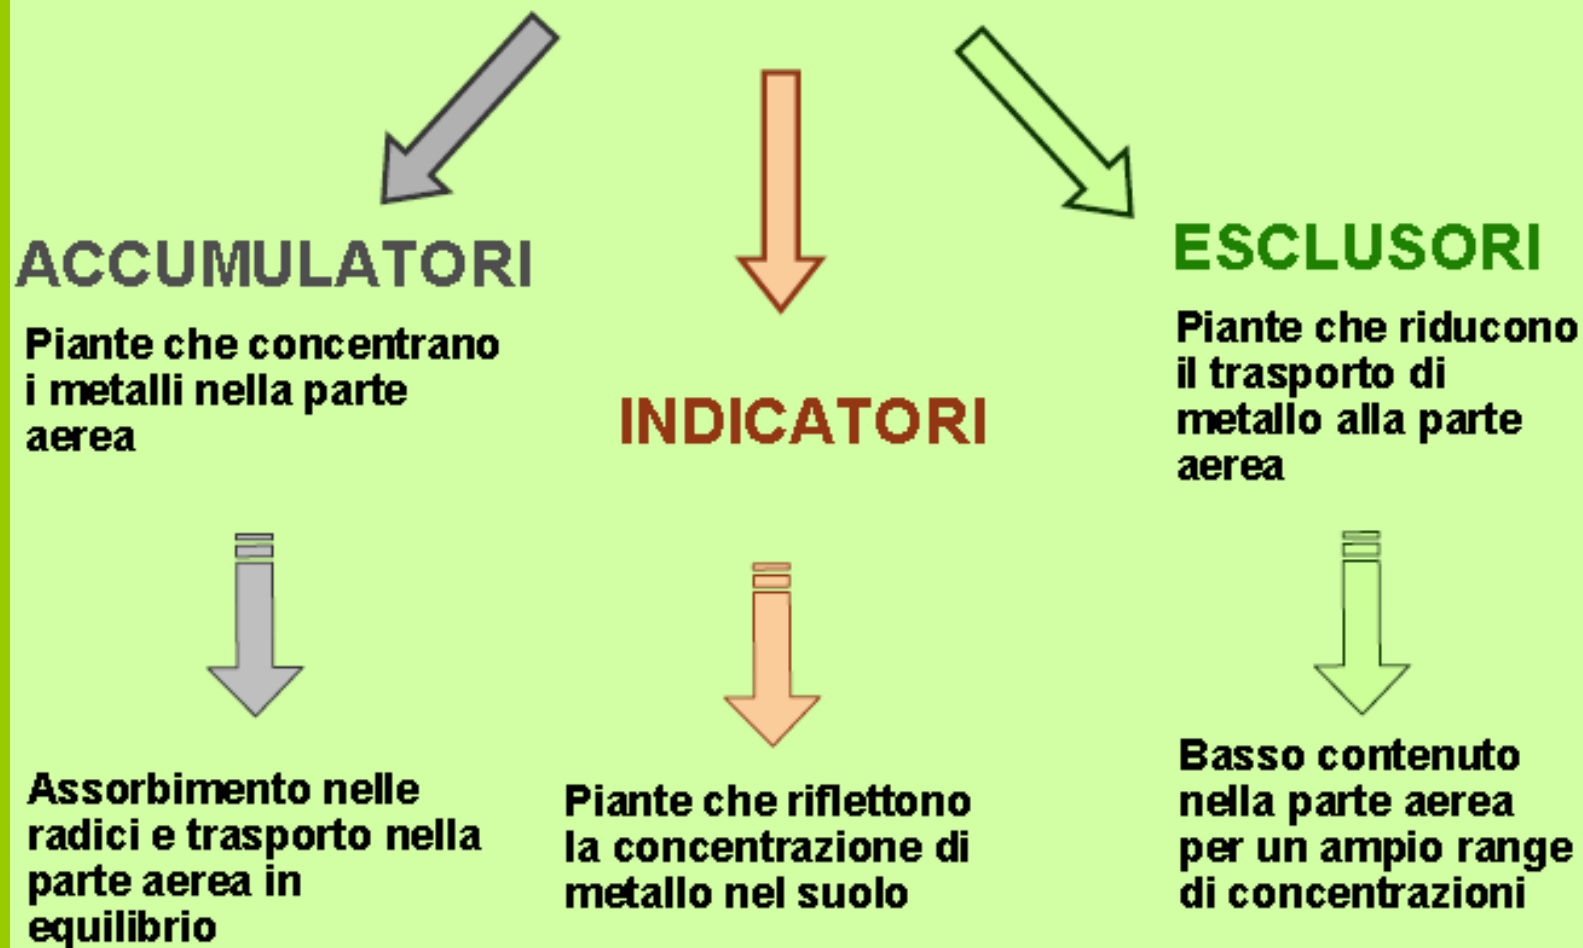 ACCUMULATORI
Piante che concentrano
i metalli nella parte
aerea
Assorbimento nelle
radici e trasporto nella
parte aerea in
equilibrio
INDICATORI
Piante che riflettono
la concentrazione di
metallo nel suolo
ESCLUSORI
Piante che riducono
il trasporto di
metallo alla parte
aerea
Basso contenuto
nella parte aerea
per un ampio range
di concentrazioni